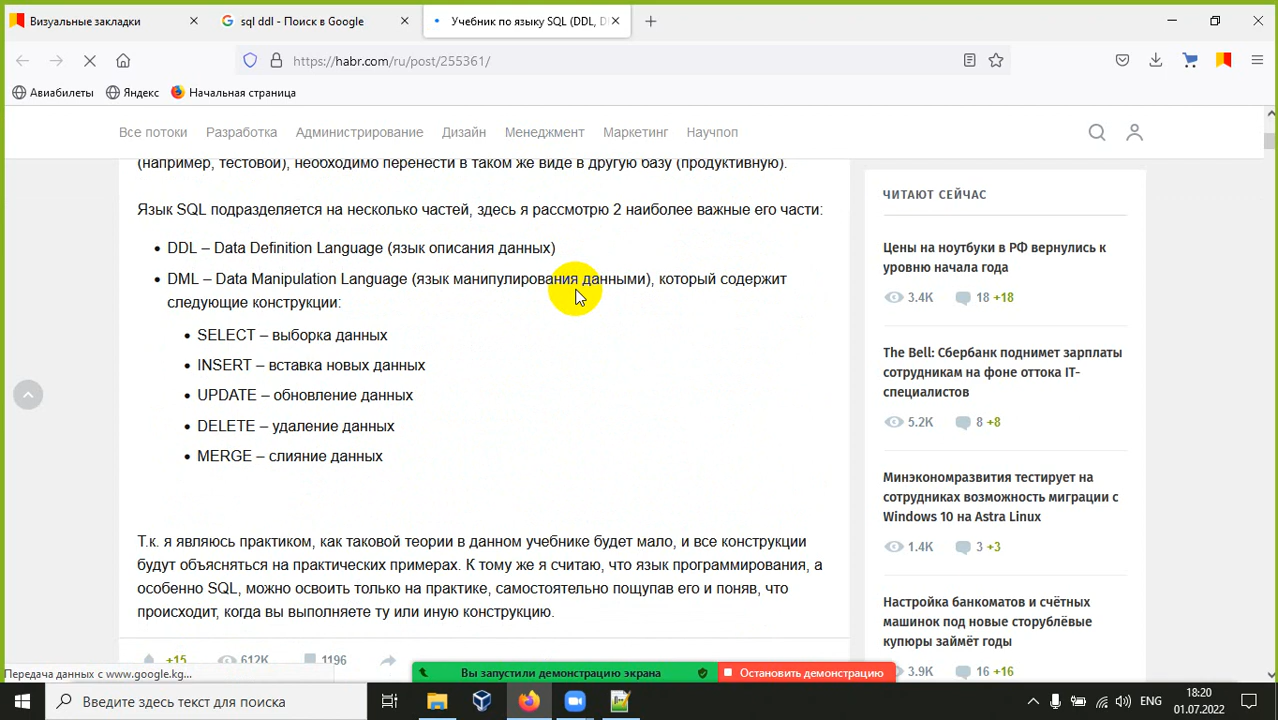 Визуальные закладки
sql ddl - Поиск в Google
Учебник по языку SQL (DDL, D
https://habr.com/ru/post/255361/
Авиабилеты
Яндекс
Начальная страница
Все потоки Разработка Администрирование Дизайн Менеджмент Маркетинг Научпоп
(например, тестовой), необходимо перенести в таком же виде в другую базу (продуктивную).
Язык SQL подразделяется на несколько частей, здесь я рассмотрю 2 наиболее важные его части:
• DDL – Data Definition Language (язык описания данных)
• DML – Data Manipulation Language (язык манипулирования данными), который содержит
следующие конструкции:
• SELECT – выборка данных
• INSERT – вставка новых данных
• UPDATE – обновление данных
• DELETE – удаление данных
• MERGE – слияние данных
Т.к. я являюсь практиком, как таковой теории в данном учебнике будет мало, и все конструкции
будут объясняться на практических примерах. К тому же я считаю, что язык программирования, а
особенно SQL, можно освоить только на практике, самостоятельно пощупав его и поняв, что
происходит, когда вы выполняете ту или иную конструкцию.
+15 612K 1196
ЧИТАЮТ СЕЙЧАС
Цены на ноутбуки в РФ вернулись к
уровню начала года
3.4K 18 +18
The Bell: Сбербанк поднимет зарплаты
сотрудникам на фоне оттока IT-
специалистов
5.2K 8 +8
Минэкономразвития тестирует на
сотрудниках возможность миграции с
Windows 10 на Astra Linux
1.4K 3 +3
Настройка банкоматов и счётных
машинок под новые сторублёвые
купюры займёт годы
3.9K 16 +16
Передача данных с www.google.kg...
Вы запустили демонстрацию экрана
Остановить демонстрацию
Введите здесь текст для поиска
ENG
18:20
01.07.2022